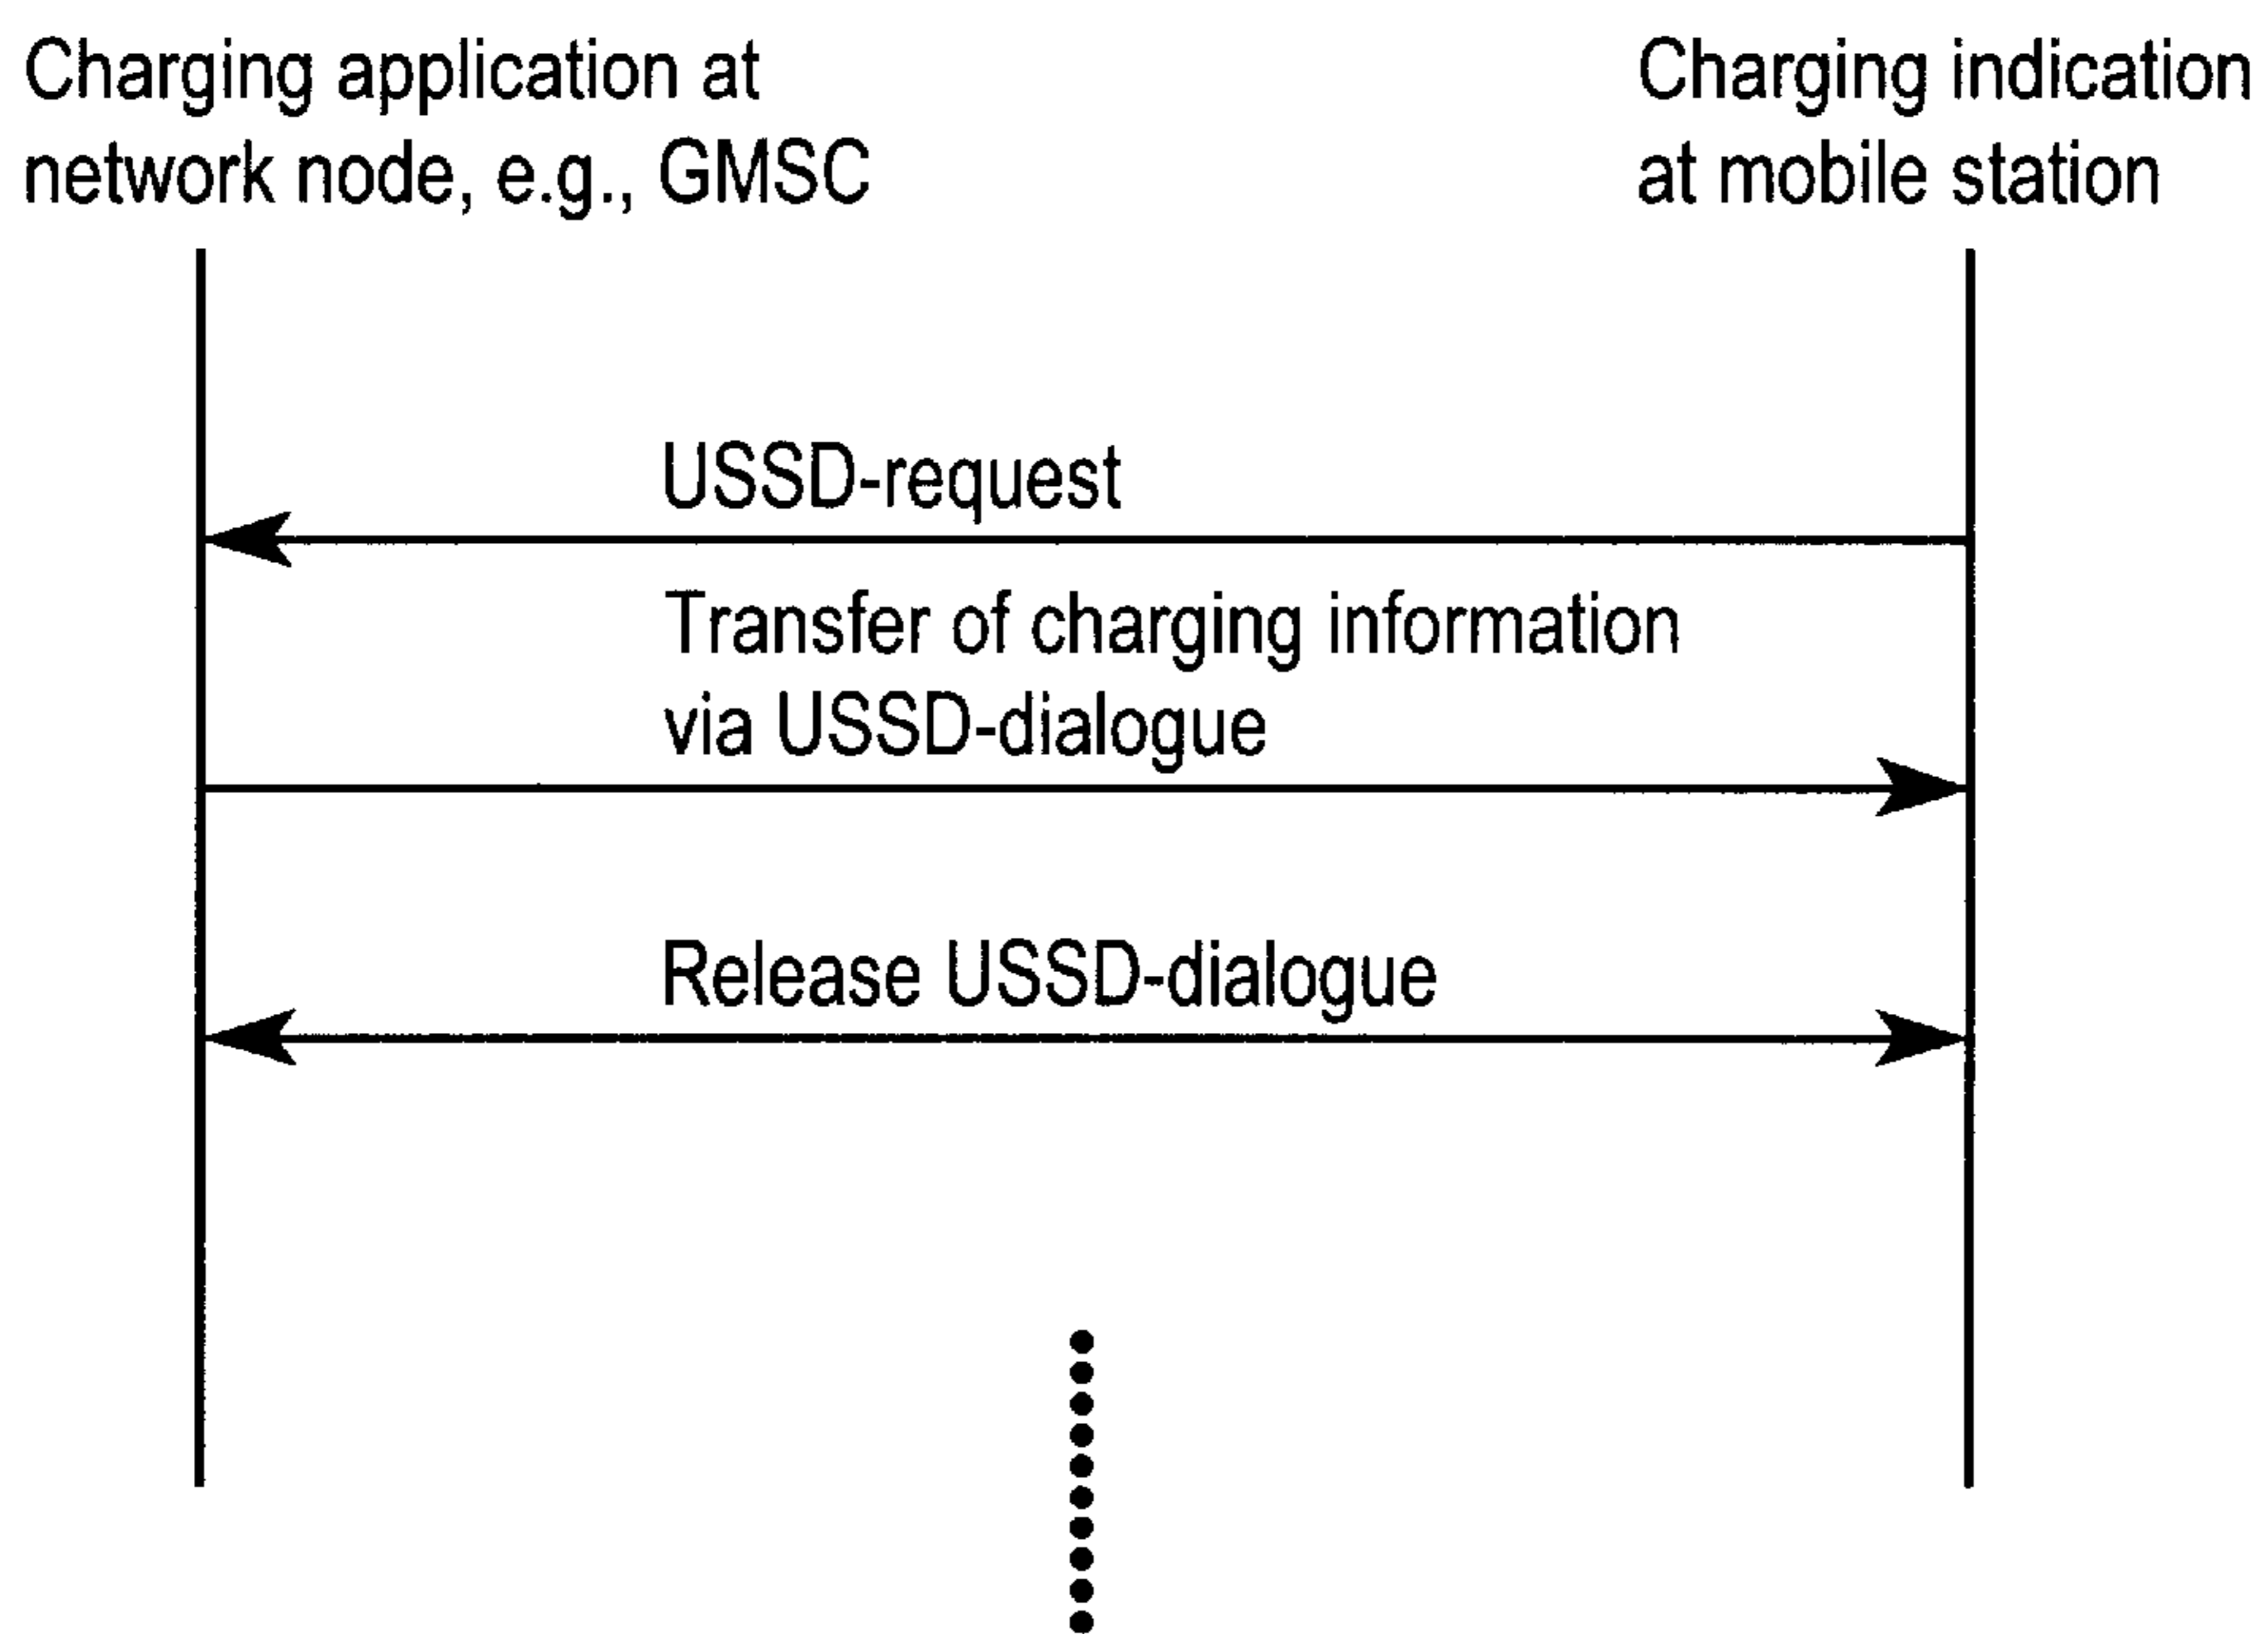 Charging application at
network node, e.g., GMSC
Charging indication
at mobile station
USSD-request
Transfer of charging information
via USSD-dialogue
Release USSD-dialogue